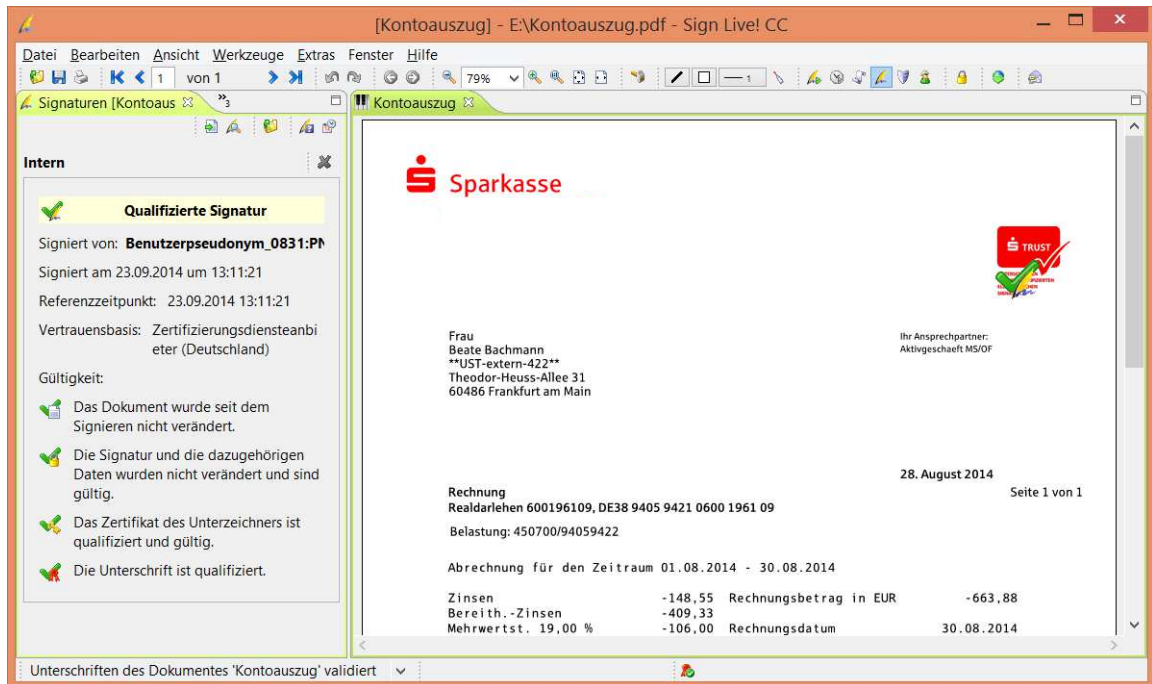 [Kontoauszug] - E:\Kontoauszug.pdf - Sign Live! CC
Datei Bearbeiten Ansicht Werkzeuge Extras Fenster Hilfe
1 von 1 79% 1
Signaturen [Kontoaus
»3
Kontoauszug
Intern
Qualifizierte Signatur
Signiert von: Benutzerpseudonym_0831:PN
Signiert am 23.09.2014 um 13:11:21
Referenzzeitpunkt: 23.09.2014 13:11:21
Vertrauensbasis: Zertifizierungsdiensteanbi
eter (Deutschland)
Gültigkeit:
Das Dokument wurde seit dem
Signieren nicht verändert.
Die Signatur und die dazugehörigen
Daten wurden nicht verändert und sind
gültig.
Das Zertifikat des Unterzeichners ist
qualifiziert und gültig.
Die Unterschrift ist qualifiziert.
Sparkasse
S TRUST
Frau
Beate Bachmann
**UST-extern-422**
Theodor-Heuss-Allee 31
60486 Frankfurt am Main
Ihr Ansprechpartner:
Aktivgeschaeft MS/OF
28. August 2014
Rechnung Seite 1 von 1
Realdarlehen 600196109, DE38 9405 9421 0600 1961 09
Belastung: 450700/94059422
Abrechnung für den Zeitraum 01.08.2014 - 30.08.2014
Zinsen -148,55 Rechnungsbetrag in EUR -663,88
Bereith.-Zinsen -409,33
Mehrwertst. 19,00 % -106,00 Rechnungsdatum 30.08.2014
Unterschriften des Dokumentes 'Kontoauszug' validiert